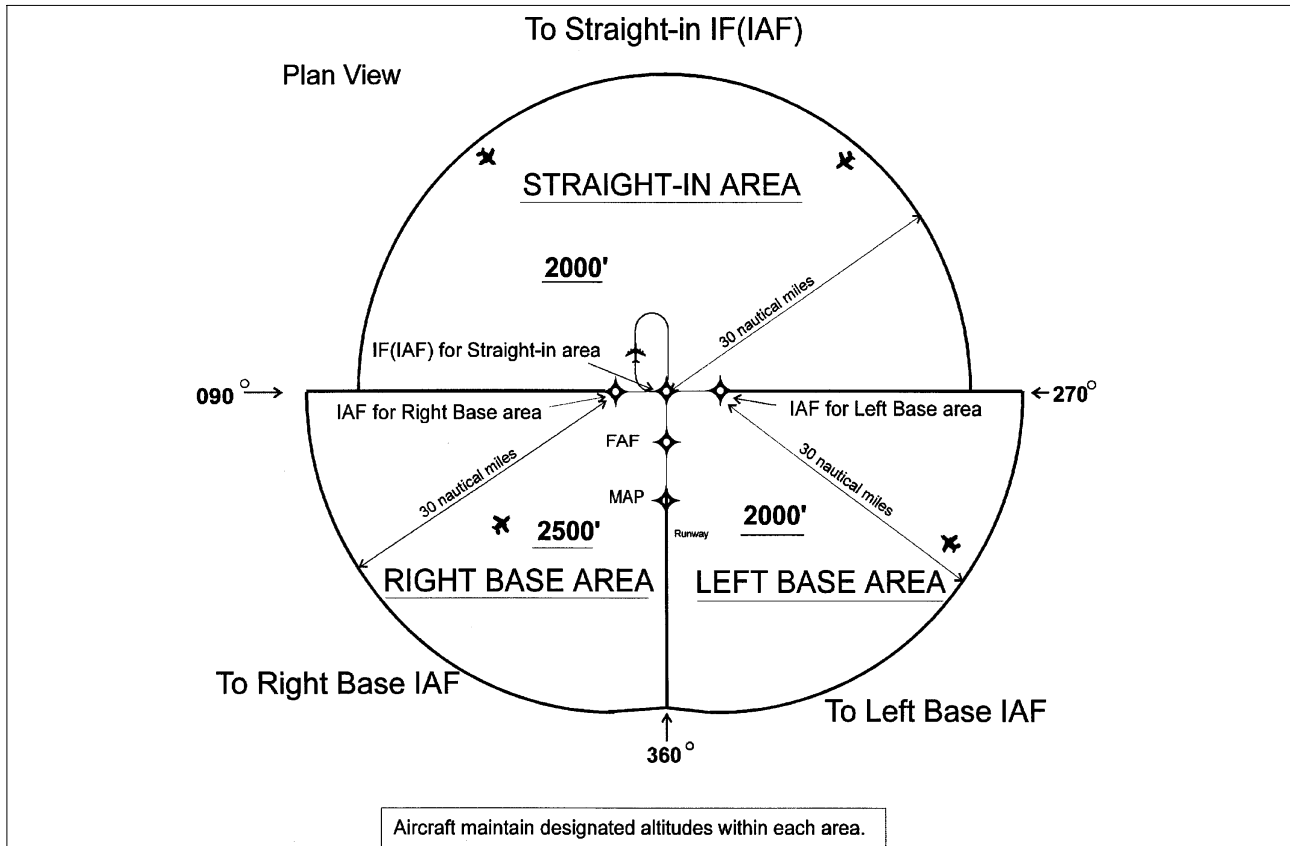 To Straight-in IF(IAF)
Plan View
STRAIGHT-IN AREA
2000'
30 nautical miles
IF(IAF) for Straight-in area
090°
270°
IAF for Right Base area
IAF for Left Base area
FAF
30 nautical miles
30 nautical miles
MAP
2500'
2000'
Runway
RIGHT BASE AREA
LEFT BASE AREA
To Right Base IAF
To Left Base IAF
360°
Aircraft maintain designated altitudes within each area.